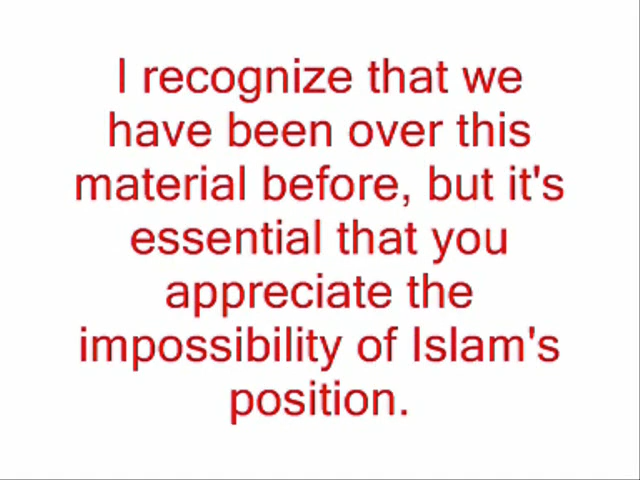 I recognize that we
have been over this
material before, but it's
essential that you
appreciate the
impossibility of Islam's
position.